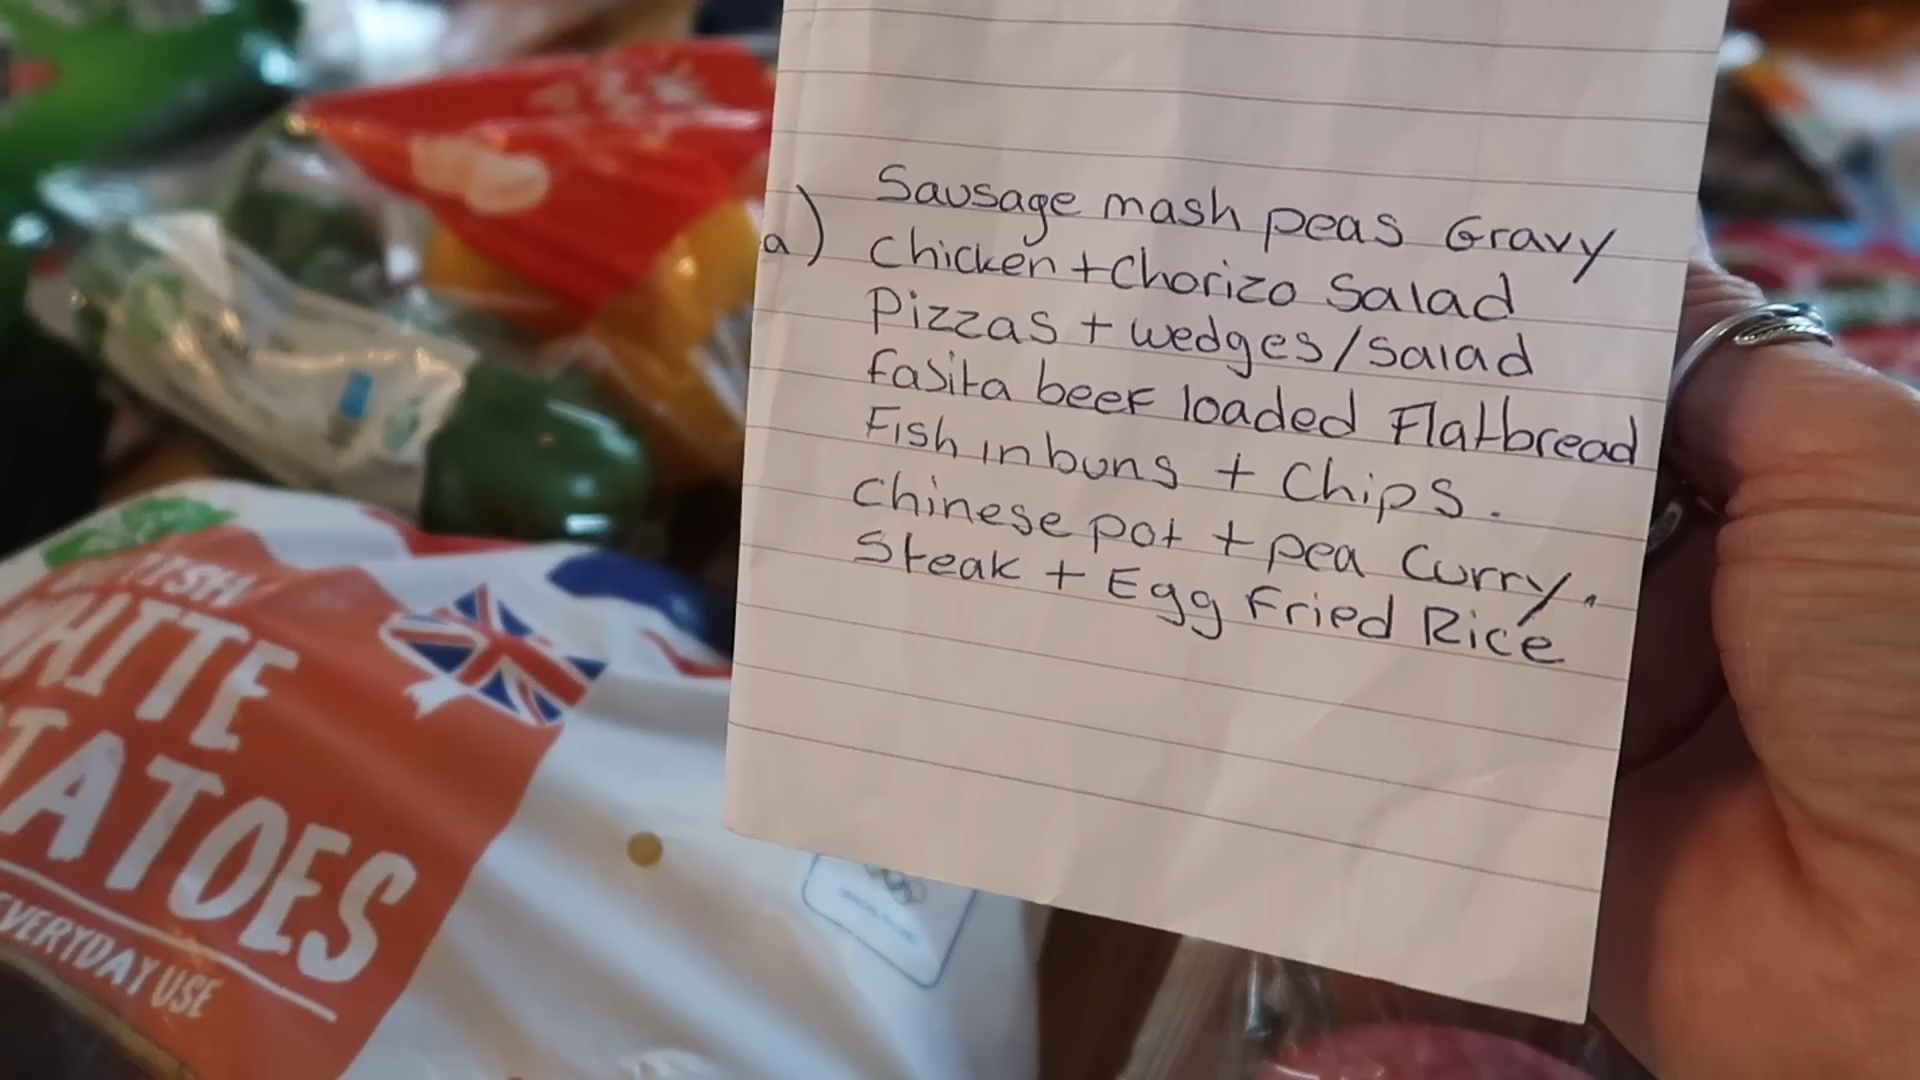 Sausage mash peas Gravy
a) Chicken + Chorizo Salad
Pizzas + wedges/salad
Fasita beef loaded Flatbread
Fish in buns + Chips.
Chinese pot + pea Curry.
Steak + Egg Fried Rice
WHITE
EVERYDAY USE